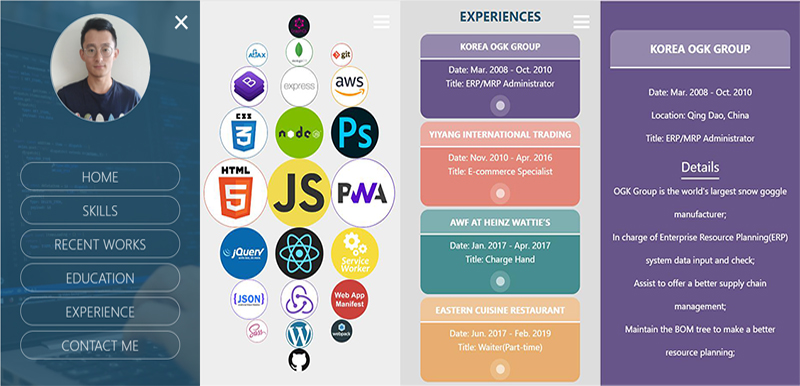 HOME
SKILLS
RECENT WORKS
EDUCATION
EXPERIENCE
CONTACT ME
AJAX
git
B
express
aws
CSS
3
node
Ps
HTML
5
JS
PWA
jQuery
Service
Worker
{JSON}
Web App
Manifest
Sass
webpack
EXPERIENCES
KOREA OGK GROUP
Date: Mar. 2008 - Oct. 2010
Title: ERP/MRP Administrator
YIYANG INTERNATIONAL TRADING
Date: Nov. 2010 - Apr. 2016
Title: E-commerce Specialist
AWF AT HEINZ WATTIE'S
Date: Jan. 2017 - Apr. 2017
Title: Charge Hand
EASTERN CUISINE RESTAURANT
Date: Jun. 2017 - Feb. 2019
Title: Waiter(Part-time)
KOREA OGK GROUP
Date: Mar. 2008 - Oct. 2010
Location: Qing Dao, China
Title: ERP/MRP Administrator
Details
OGK Group is the world's largest snow goggle
manufacturer;
In charge of Enterprise Resource Planning(ERP)
system data input and check;
Assist to offer a better supply chain
management;
Maintain the BOM tree to make a better
resource planning;